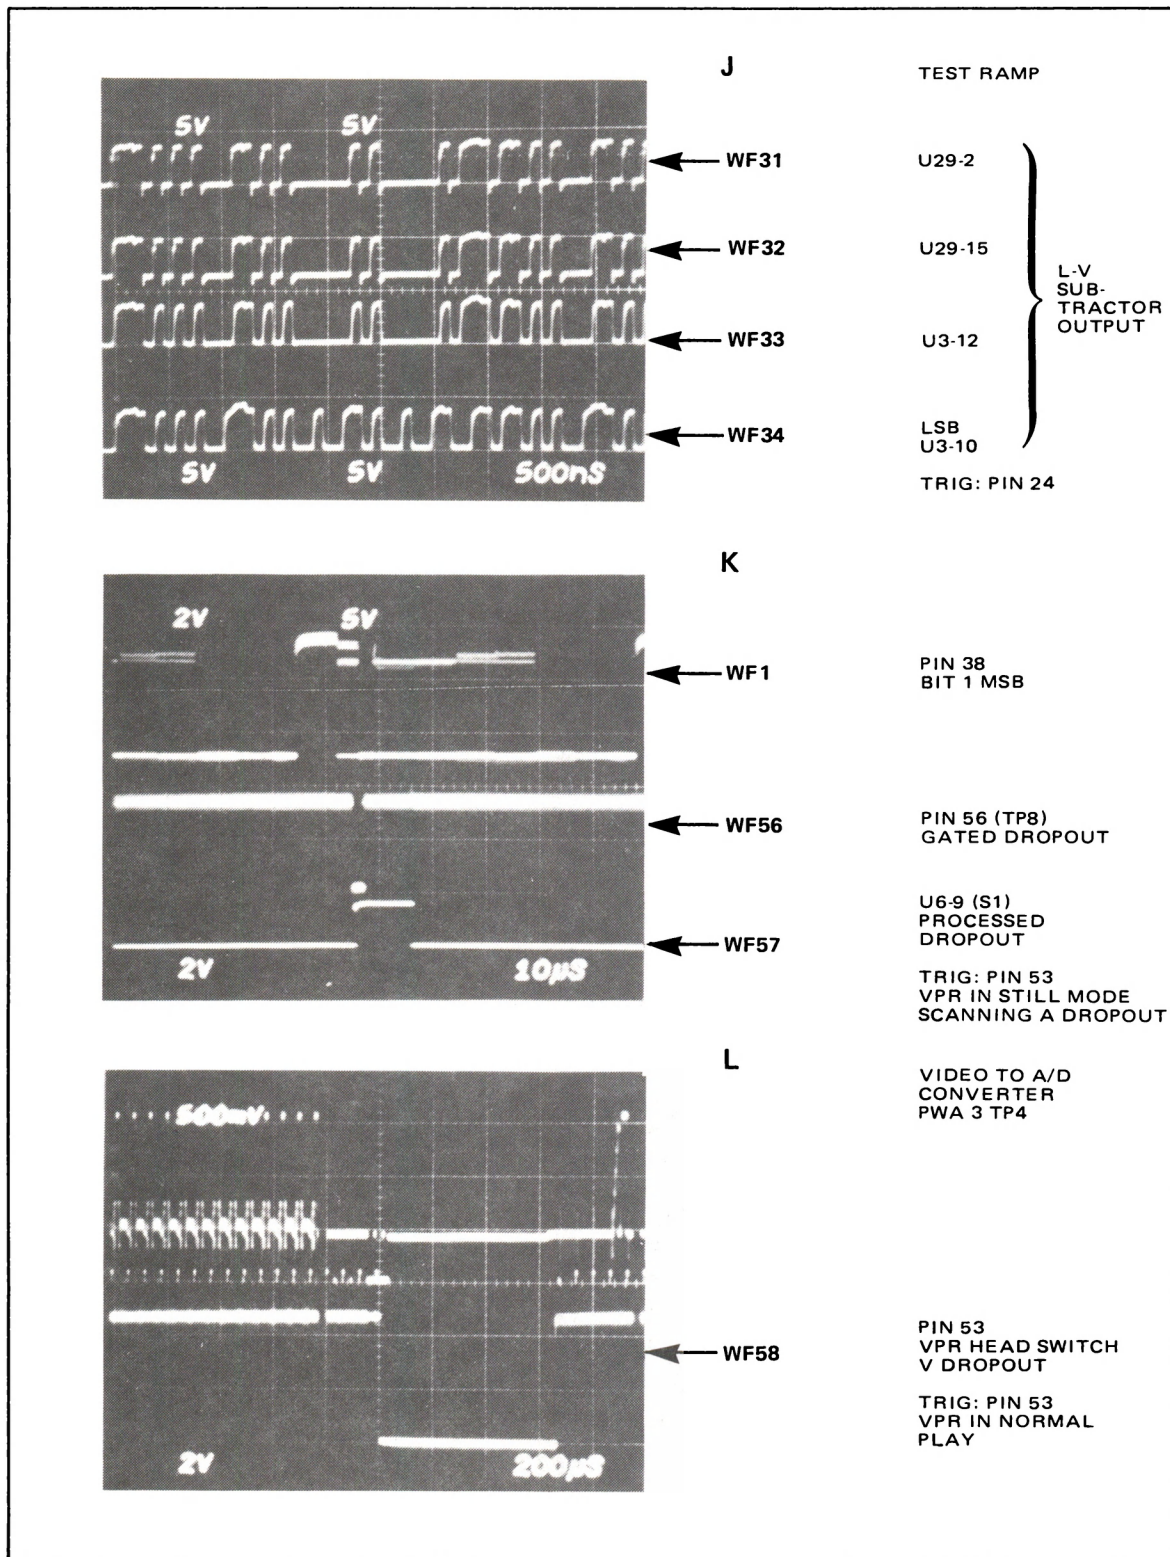 J
TEST RAMP
5V 5V
WF31
U29-2
WF32
U29-15
L-V
SUB-
TRACTOR
OUTPUT
WF33
U3-12
WF34
LSB
U3-10
5V 5V 500nS
TRIG: PIN 24
K
2V 5V
WF1
PIN 38
BIT 1 MSB
WF56
PIN 56 (TP8)
GATED DROPOUT
U6-9 (S1)
PROCESSED
DROPOUT
WF57
2V 10µS
TRIG: PIN 53
VPR IN STILL MODE
SCANNING A DROPOUT
L
VIDEO TO A/D
CONVERTER
PWA 3 TP4
500mV
WF58
PIN 53
VPR HEAD SWITCH
V DROPOUT
TRIG: PIN 53
VPR IN NORMAL
PLAY
2V 200µS